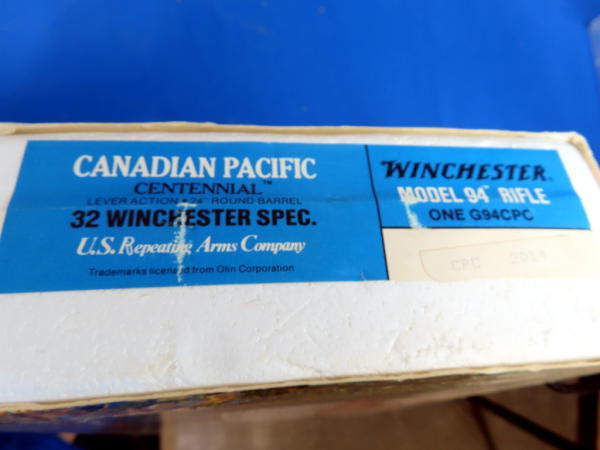 CANADIAN PACIFIC
CENTENNIAL™
LEVER ACTION • 24" ROUND BARREL
32 WINCHESTER SPEC.
U.S. Repeating Arms Company
Trademarks licensed from Olin Corporation
WINCHESTER®
MODEL 94™ RIFLE
ONE G94CPC
CPC